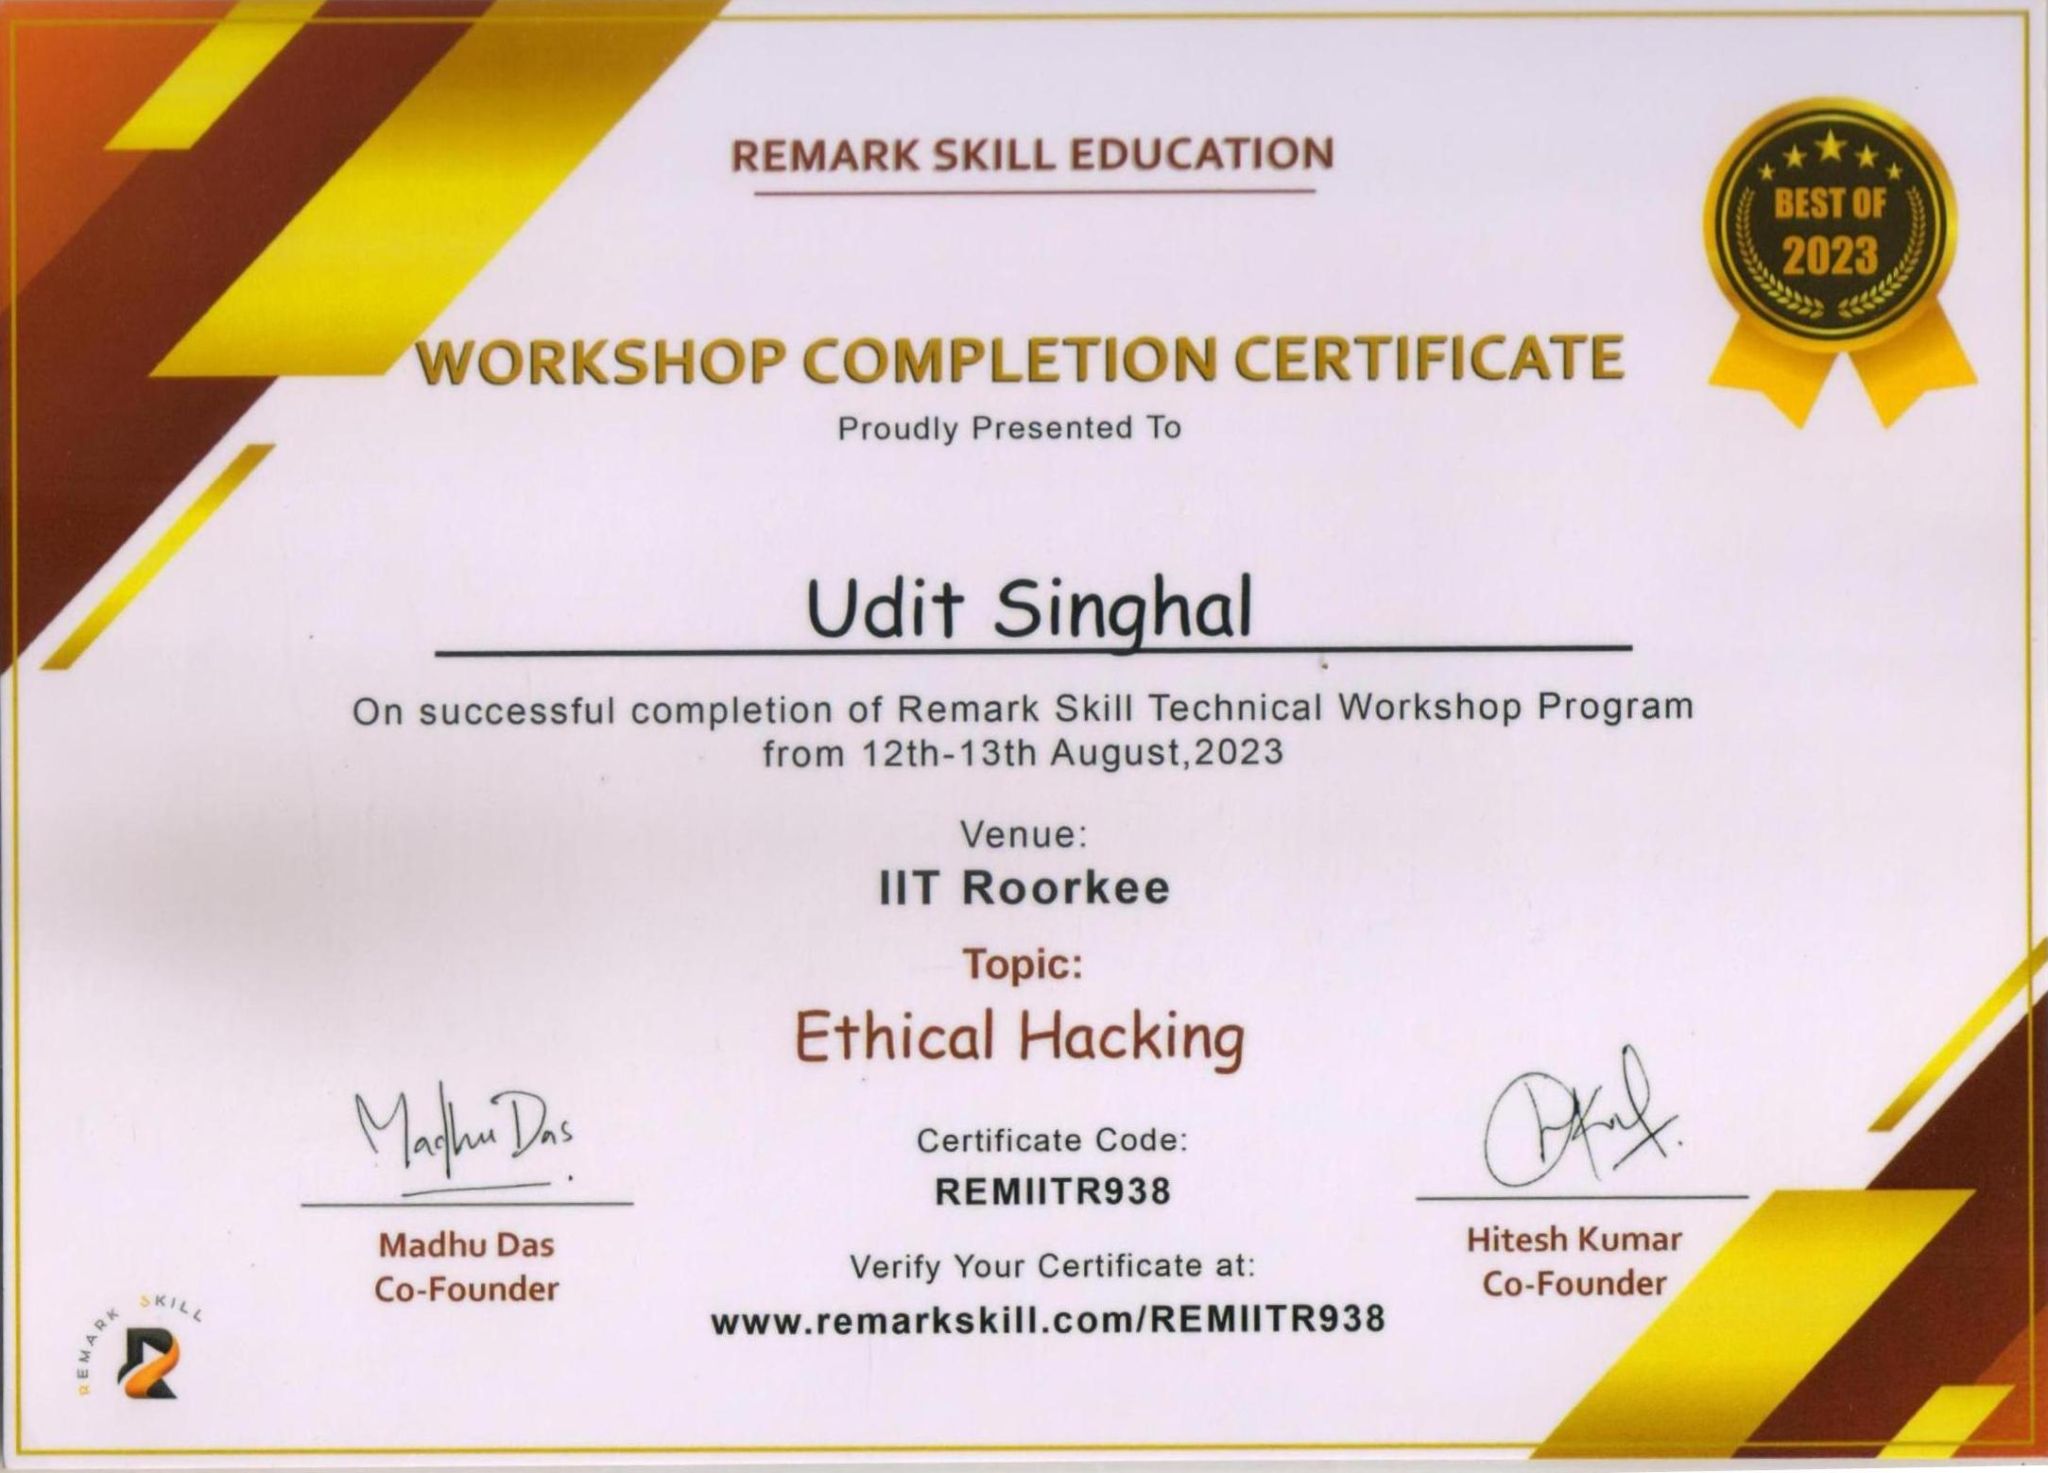 REMARK SKILL EDUCATION
BEST OF
2023
WORKSHOP COMPLETION CERTIFICATE
Proudly Presented To
Udit Singhal
On successful completion of Remark Skill Technical Workshop Program
from 12th-13th August,2023
Venue:
IIT Roorkee
Topic:
Ethical Hacking
Madhu Das
Madhu Das
Co-Founder
Certificate Code:
REMIITR938
Verify Your Certificate at:
www.remarkskill.com/REMIITR938
Hitesh Kumar
Co-Founder
REMARK SKILL